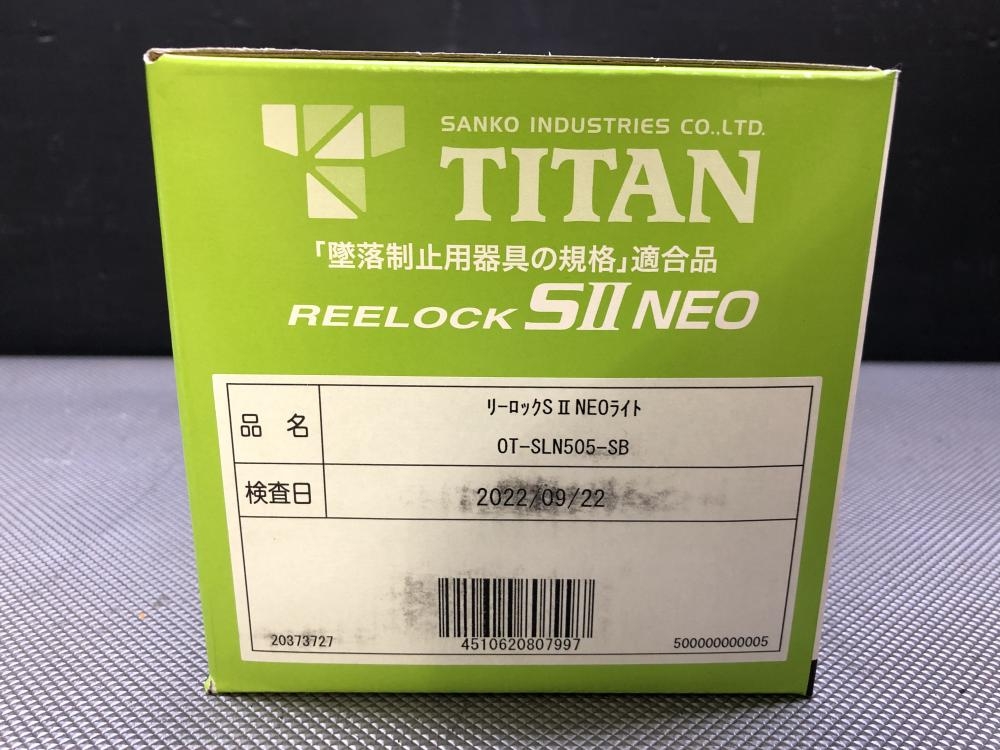 SANKO INDUSTRIES CO.,LTD.
TITAN
「墜落制止用器具の規格」適合品
REELOCK SⅡ NEO
品 名
ﾘｰﾛｯｸSⅡNEOﾗｲﾄ
OT-SLN505-SB
検査日
2022/09/22
20373727
4510620807997
500000000005